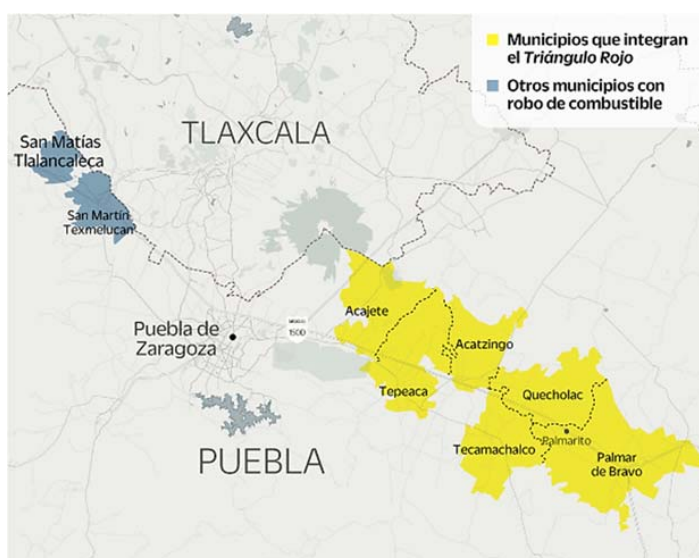 Municipios que integran
el Triángulo Rojo
Otros municipios con
robo de combustible
TLAXCALA
San Matías
Tlalancaleca
San Martín
Texmelucan
Acajete
Puebla de
Zaragoza
150D
Acatzingo
Tepeaca
Quecholac
Palmarito
Tecamachalco
Palmar
de Bravo
PUEBLA